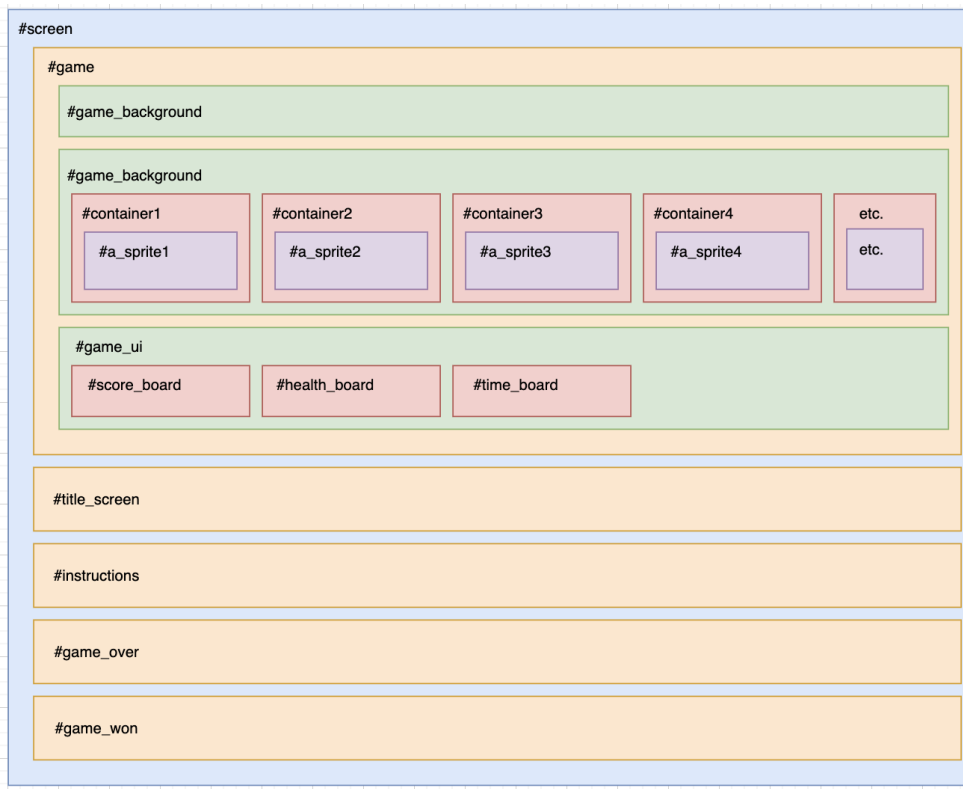 #screen
#game
#game_background
#game_background
#container1 #container2 #container3 #container4 etc.
#a_sprite1 #a_sprite2 #a_sprite3 #a_sprite4 etc.
#game_ui
#score_board #health_board #time_board
#title_screen
#instructions
#game_over
#game_won